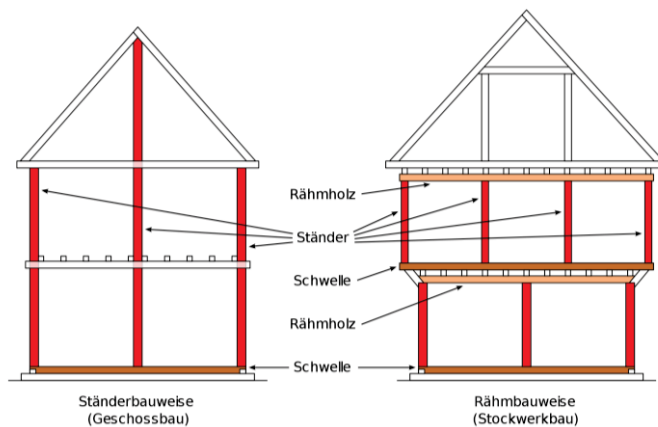 Rähmholz
Ständer
Schwelle
Rähmholz
Schwelle
Ständerbauweise
(Geschossbau)
Rähmbauweise
(Stockwerkbau)